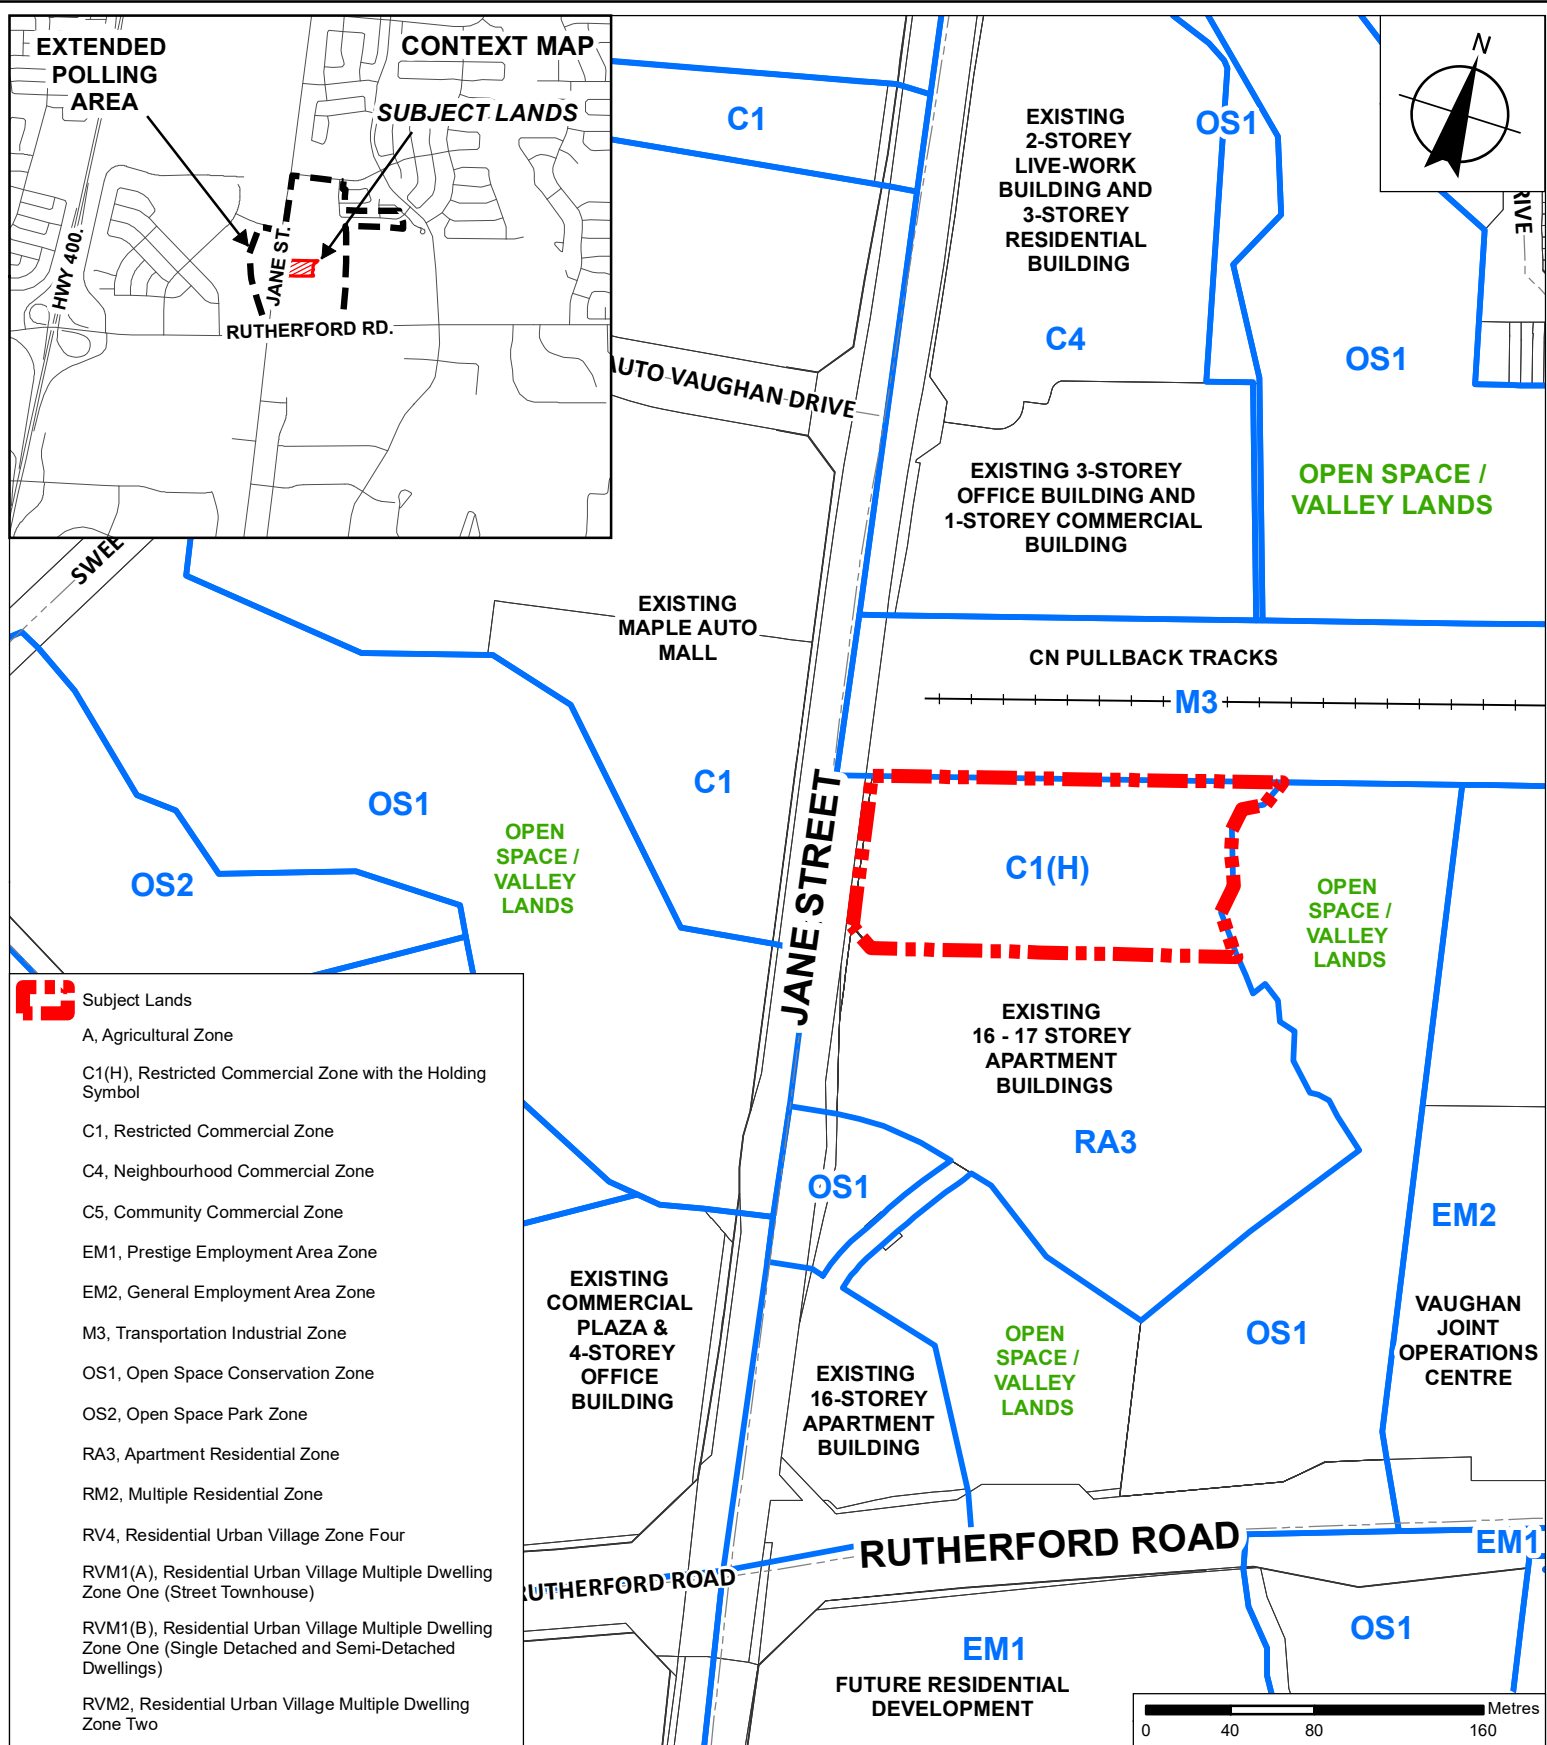 EXTENDED
POLLING
AREA
CONTEXT MAP
SUBJECT LANDS
HWY 400.
JANE ST.
RUTHERFORD RD.
N
C1
EXISTING
2-STOREY
LIVE-WORK
BUILDING AND
3-STOREY
RESIDENTIAL
BUILDING
OS1
C4
OS1
AUTO VAUGHAN DRIVE
EXISTING 3-STOREY
OFFICE BUILDING AND
1-STOREY COMMERCIAL
BUILDING
OPEN SPACE /
VALLEY LANDS
EXISTING
MAPLE AUTO
MALL
CN PULLBACK TRACKS
M3
C1
OS1
OS2
OPEN
SPACE /
VALLEY
LANDS
JANE STREET
C1(H)
OPEN
SPACE /
VALLEY
LANDS
EXISTING
16 - 17 STOREY
APARTMENT
BUILDINGS
RA3
OS1
EM2
EXISTING
COMMERCIAL
PLAZA &
4-STOREY
OFFICE
BUILDING
EXISTING
16-STOREY
APARTMENT
BUILDING
OPEN
SPACE /
VALLEY
LANDS
OS1
VAUGHAN
JOINT
OPERATIONS
CENTRE
RUTHERFORD ROAD
RUTHERFORD ROAD
EM1
OS1
EM1
FUTURE RESIDENTIAL
DEVELOPMENT
Subject Lands
A, Agricultural Zone
C1(H), Restricted Commercial Zone with the Holding
Symbol
C1, Restricted Commercial Zone
C4, Neighbourhood Commercial Zone
C5, Community Commercial Zone
EM1, Prestige Employment Area Zone
EM2, General Employment Area Zone
M3, Transportation Industrial Zone
OS1, Open Space Conservation Zone
OS2, Open Space Park Zone
RA3, Apartment Residential Zone
RM2, Multiple Residential Zone
RV4, Residential Urban Village Zone Four
RVM1(A), Residential Urban Village Multiple Dwelling
Zone One (Street Townhouse)
RVM1(B), Residential Urban Village Multiple Dwelling
Zone One (Single Detached and Semi-Detached
Dwellings)
RVM2, Residential Urban Village Multiple Dwelling
Zone Two
Metres
0 40 80 160